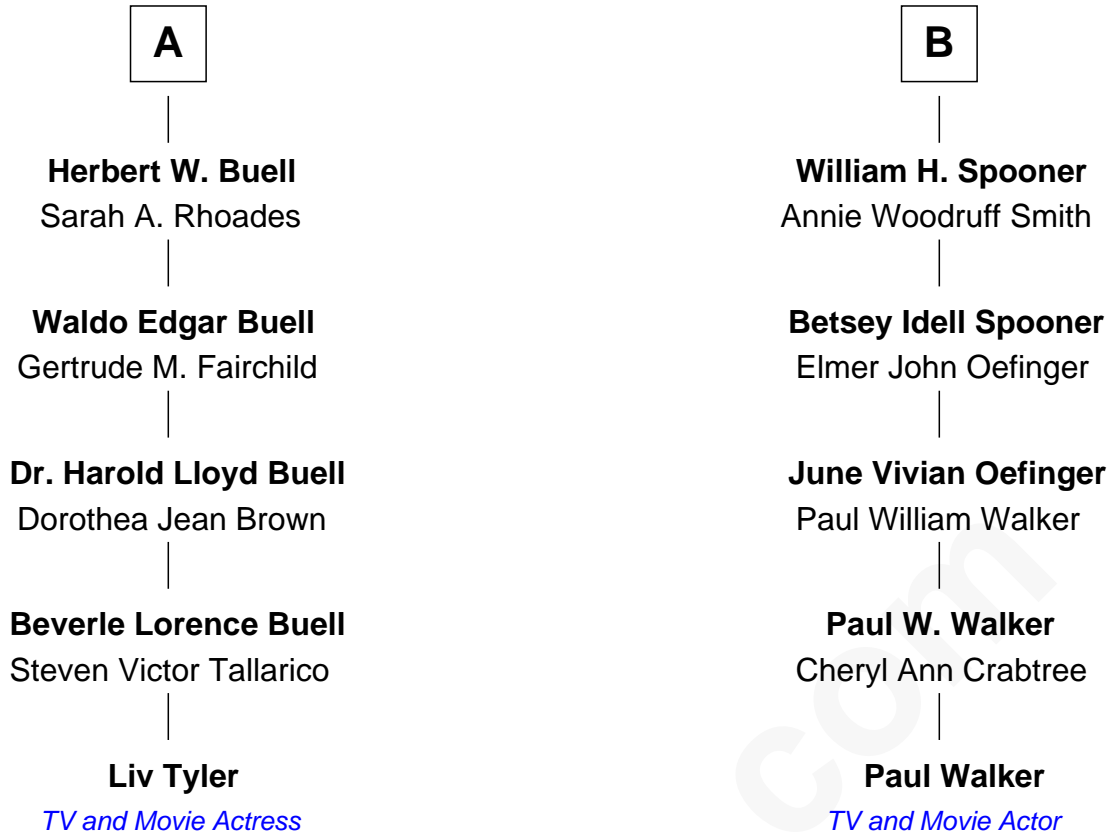 A
Herbert W. Buell
Sarah A. Rhoades
Waldo Edgar Buell
Gertrude M. Fairchild
Dr. Harold Lloyd Buell
Dorothea Jean Brown
Beverle Lorence Buell
Steven Victor Tallarico
Liv Tyler
TV and Movie Actress
B
William H. Spooner
Annie Woodruff Smith
Betsey Idell Spooner
Elmer John Oefinger
June Vivian Oefinger
Paul William Walker
Paul W. Walker
Cheryl Ann Crabtree
Paul Walker
TV and Movie Actor
com